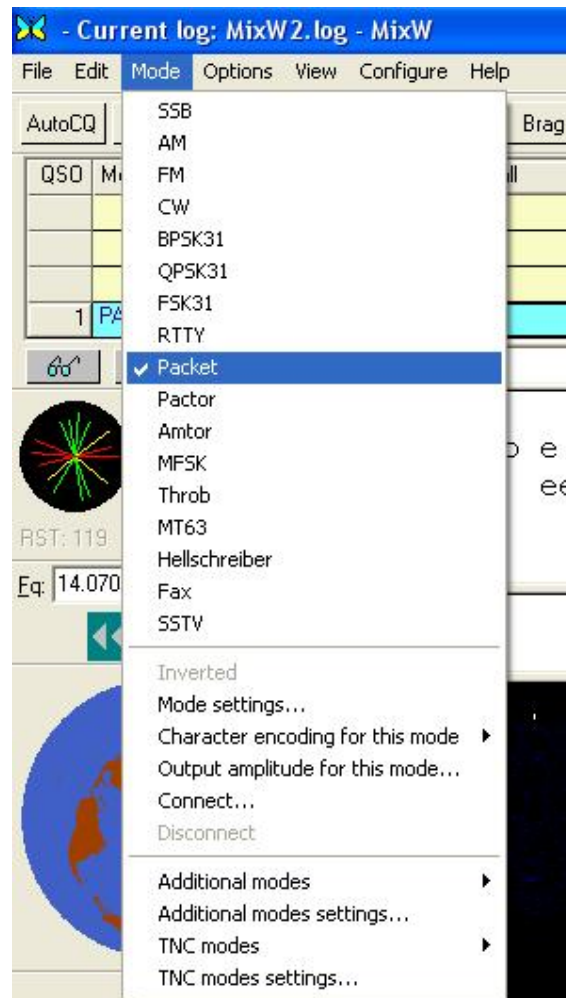 - Current log: MixW2.log - MixW
File Edit Mode Options View Configure Help
AutoCQ Brag
QSO
1 PA
RST: 119
Fq: 14.070
SSB
AM
FM
CW
BPSK31
QPSK31
FSK31
RTTY
Packet
Pactor
Amtor
MFSK
Throb
MT63
Hellschreiber
Fax
SSTV
Inverted
Mode settings...
Character encoding for this mode
Output amplitude for this mode...
Connect...
Disconnect
Additional modes
Additional modes settings...
TNC modes
TNC modes settings...
e
ee